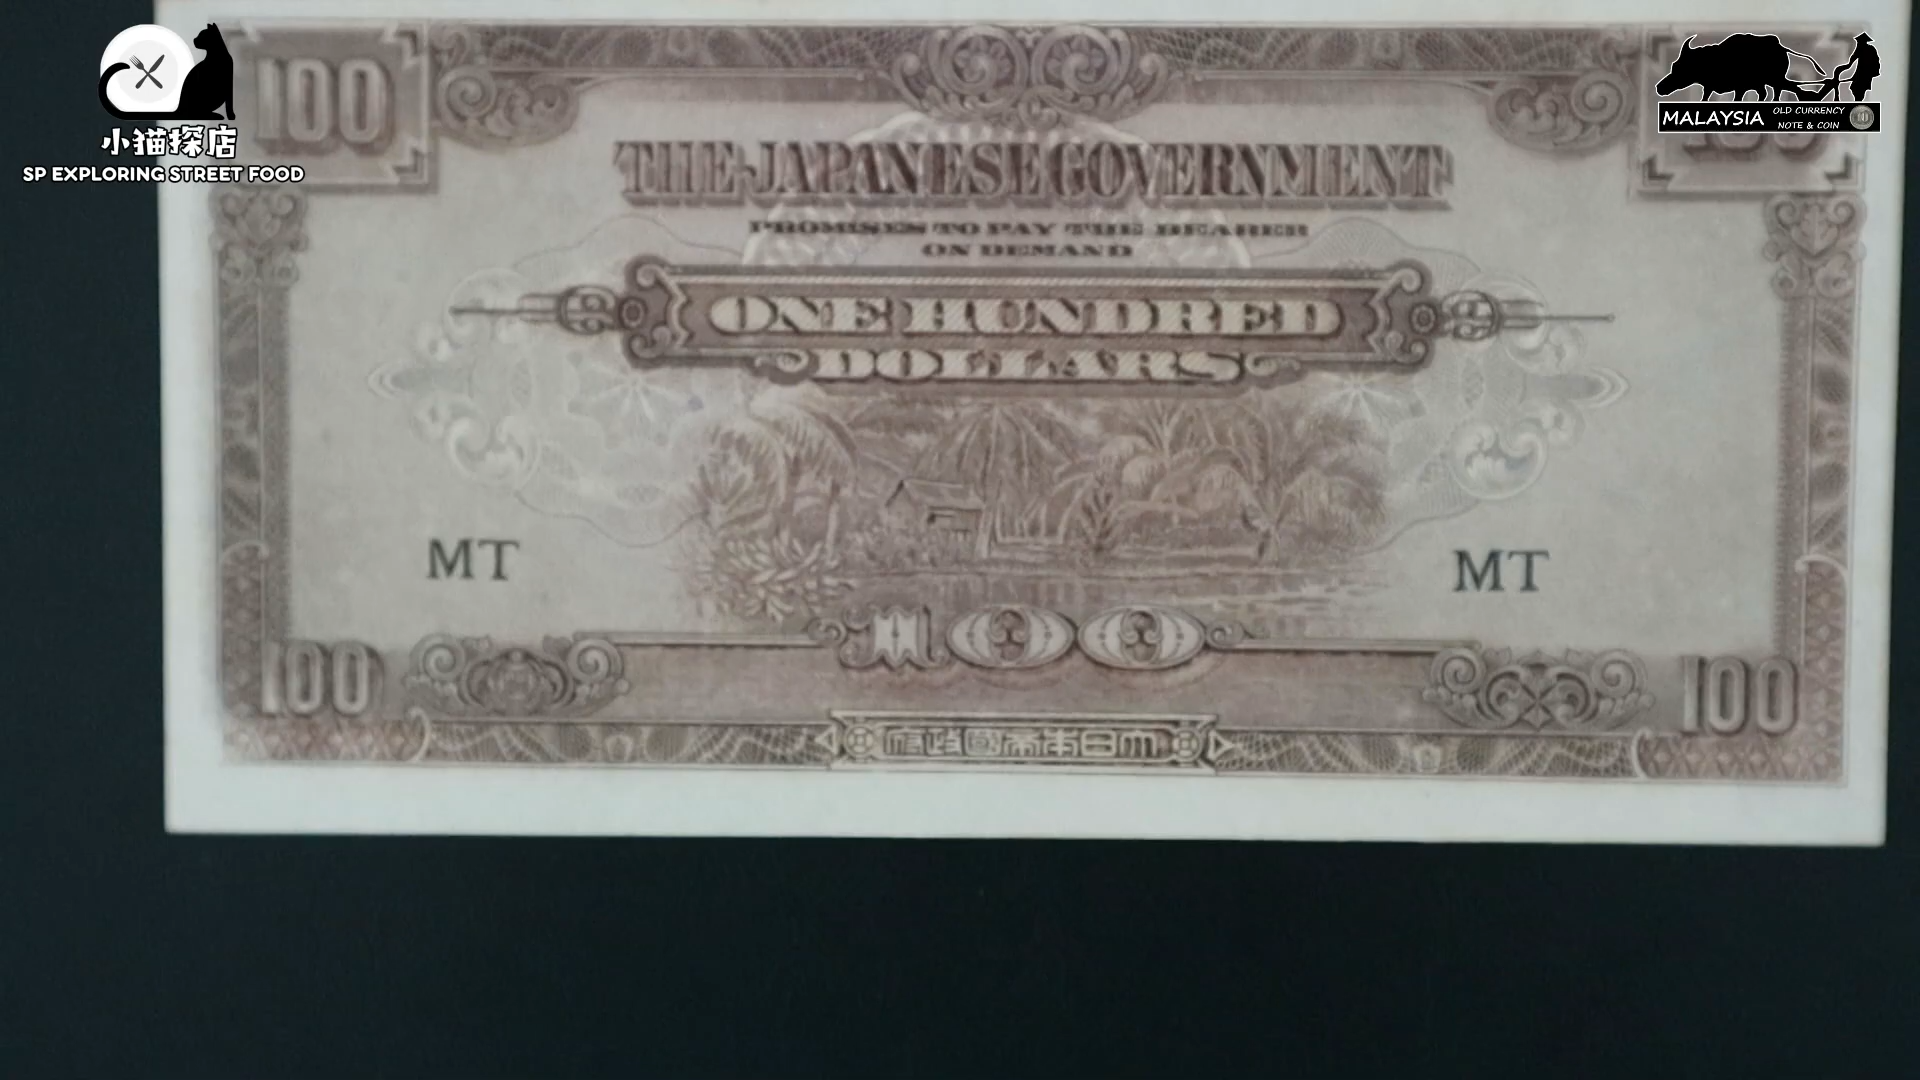 小猫探店
SP EXPLORING STREET FOOD
MALAYSIA
OLD CURRENCY
NOTE & COIN
100
THE JAPANESE GOVERNMENT
PROMISES TO PAY THE BEARER
ON DEMAND
ONE HUNDRED
DOLLARS
MT
MT
100
100
100
府政國帝本日大